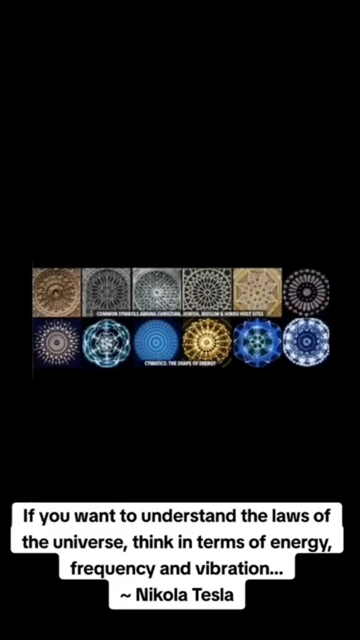 COMMON SYMBOLS AMONG CHRISTIAN, JEWISH, MUSLIM & HINDU HOLY SITES
CYMATICS: THE SHAPE OF ENERGY
If you want to understand the laws of
the universe, think in terms of energy,
frequency and vibration...
~ Nikola Tesla